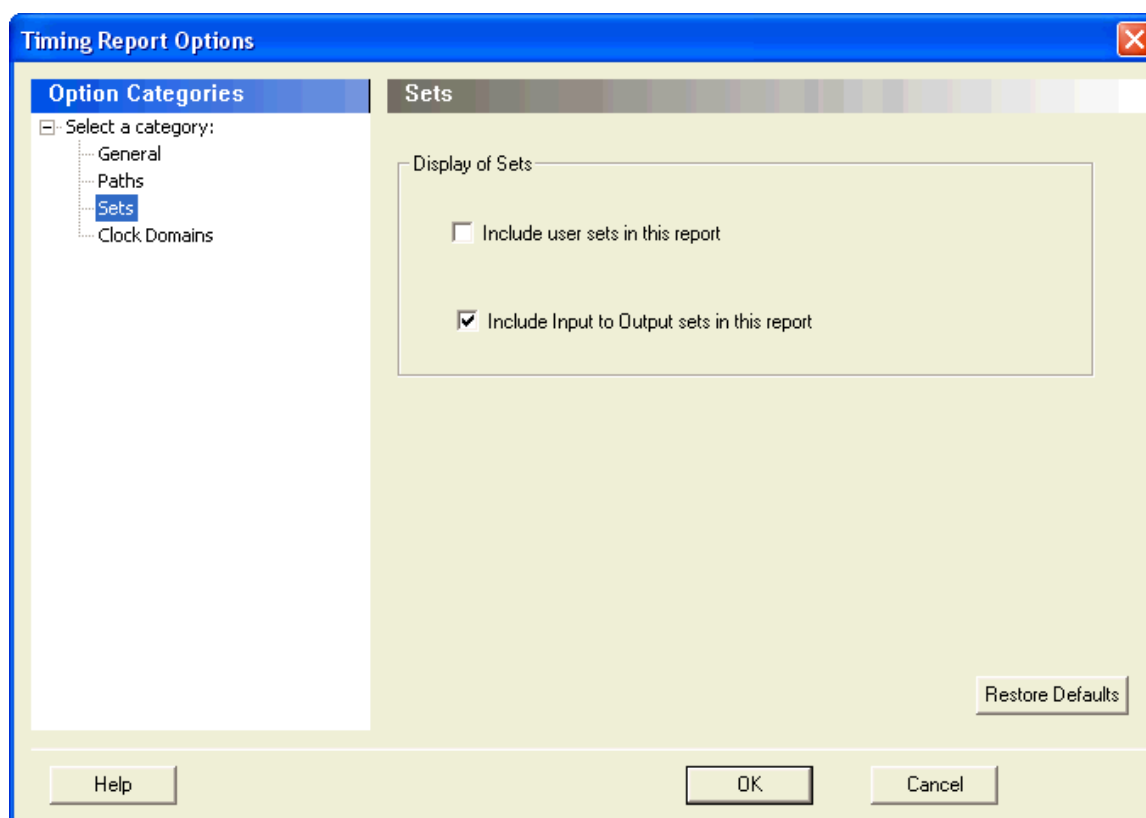 Timing Report Options
Option Categories
Select a category:
General
Paths
Sets
Clock Domains
Sets
Display of Sets
Include user sets in this report
Include Input to Output sets in this report
Restore Defaults
Help
OK
Cancel